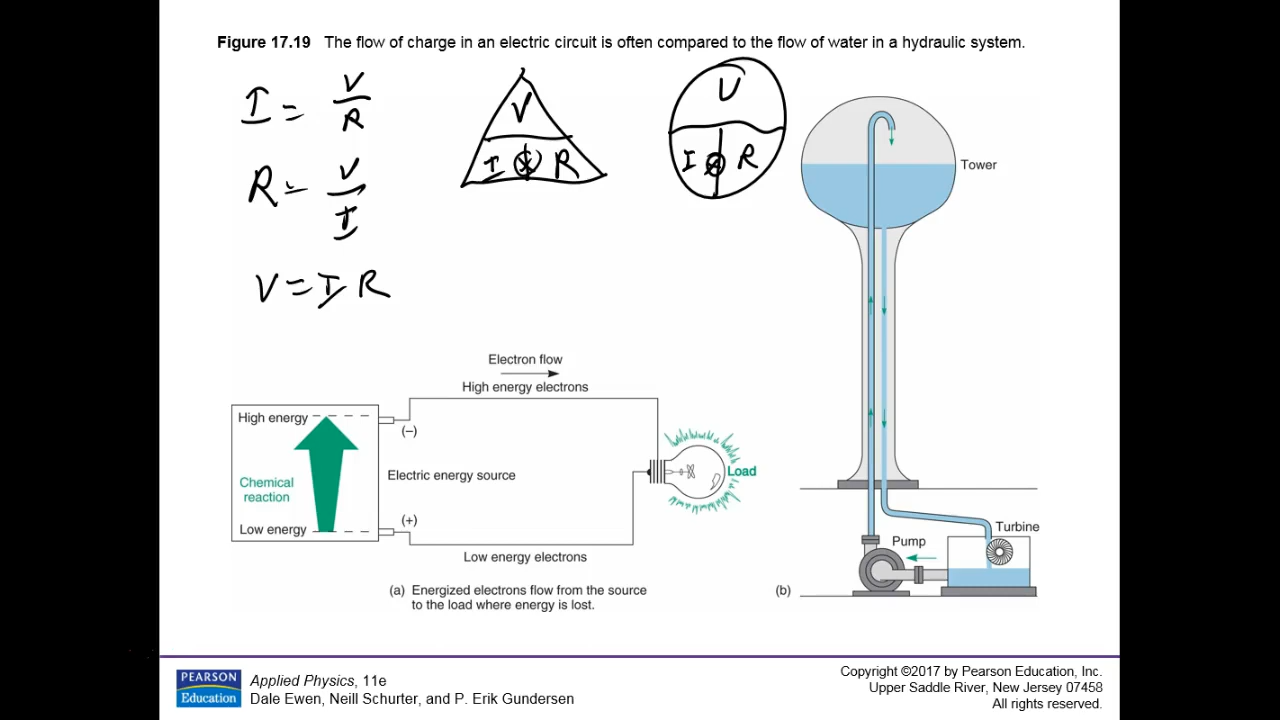 Figure 17.19 The flow of charge in an electric circuit is often compared to the flow of water in a hydraulic system.
I = V/R
R = V/I
V = I R
V
I × R
V
I × R
Tower
Electron flow
High energy electrons
High energy
(–)
Electric energy source
Chemical
reaction
Load
Low energy
(+)
Low energy electrons
Turbine
Pump
(a) Energized electrons flow from the source
to the load where energy is lost.
(b)
PEARSON
Education
Applied Physics, 11e
Dale Ewen, Neill Schurter, and P. Erik Gundersen
Copyright ©2017 by Pearson Education, Inc.
Upper Saddle River, New Jersey 07458
All rights reserved.